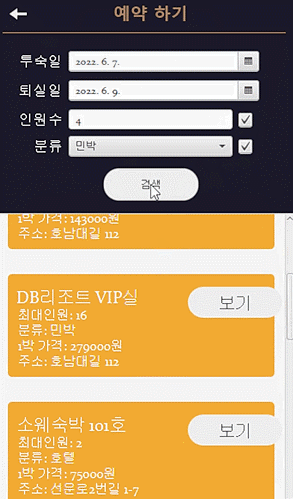 예약 하기
투숙일 2022. 6. 7.
퇴실일 2022. 6. 9.
인원수 4
분류 민박
검색
1박 가격: 143000원
주소: 호남대길 112
DB리조트 VIP실
보기
최대인원: 16
분류: 민박
1박 가격: 279000원
주소: 호남대길 112
소웨숙박 101호
보기
최대인원: 2
분류: 호텔
1박 가격: 75000원
주소: 선문로2번길 1-7